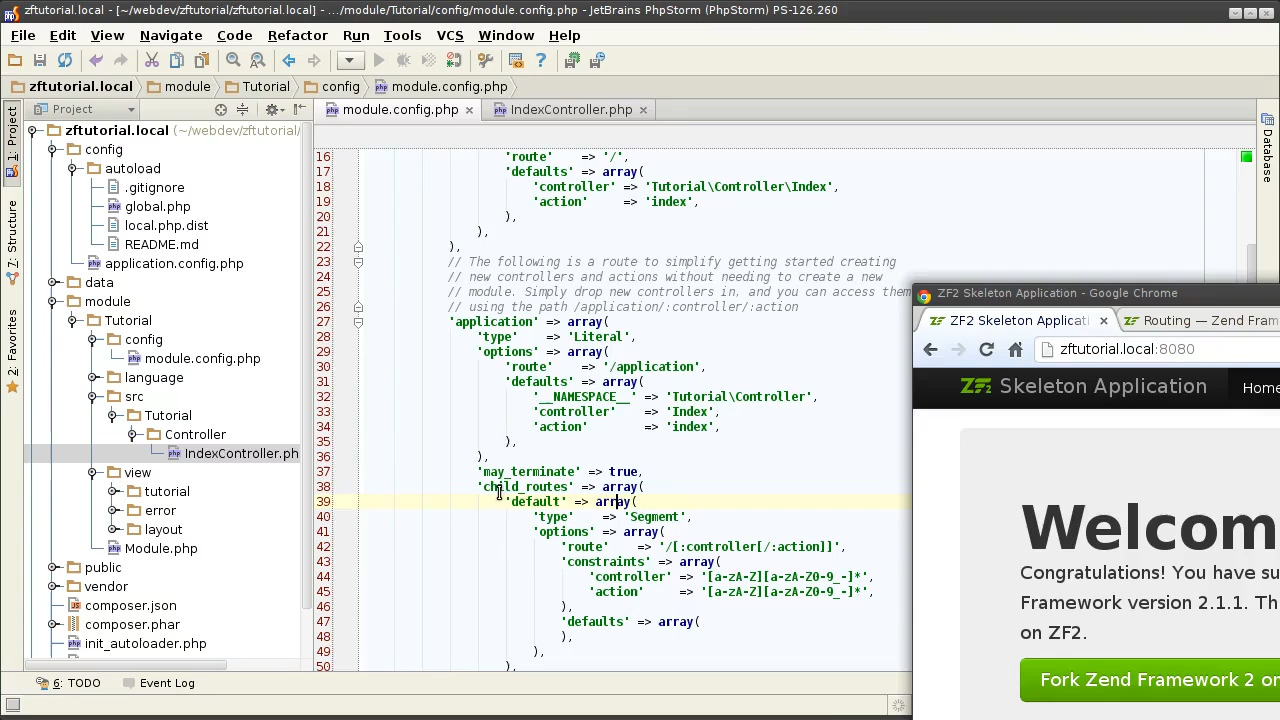 zftutorial.local - [~/webdev/zftutorial/zftutorial.local] - .../module/Tutorial/config/module.config.php - JetBrains PhpStorm (PhpStorm) PS-126.260
File Edit View Navigate Code Refactor Run Tools VCS Window Help
zftutorial.local module Tutorial config module.config.php
Project
module.config.php
IndexController.php
1: Project
7: Structure
2: Favorites
Database
zftutorial.local (~/webdev/zftutorial/
config
autoload
.gitignore
global.php
local.php.dist
README.md
application.config.php
data
module
Tutorial
config
module.config.php
language
src
Tutorial
Controller
IndexController.ph
view
tutorial
error
layout
Module.php
public
vendor
composer.json
composer.phar
init_autoloader.php
16 'route' => '/',
17 'defaults' => array(
18 'controller' => 'Tutorial\Controller\Index',
19 'action' => 'index',
20 ),
21 ),
22 ),
23 // The following is a route to simplify getting started creating
24 // new controllers and actions without needing to create a new
25 // module. Simply drop new controllers in, and you can access them
26 // using the path /application/:controller/:action
27 'application' => array(
28 'type' => 'Literal',
29 'options' => array(
30 'route' => '/application',
31 'defaults' => array(
32 '__NAMESPACE__' => 'Tutorial\Controller',
33 'controller' => 'Index',
34 'action' => 'index',
35 ),
36 ),
37 'may_terminate' => true,
38 'child_routes' => array(
39 'default' => array(
40 'type' => 'Segment',
41 'options' => array(
42 'route' => '/[:controller[/:action]]',
43 'constraints' => array(
44 'controller' => '[a-zA-Z][a-zA-Z0-9_-]*',
45 'action' => '[a-zA-Z][a-zA-Z0-9_-]*',
46 ),
47 'defaults' => array(
48 ),
49 ),
50 ),
ZF2 Skeleton Application - Google Chrome
ZF2 Skeleton Applicati
Routing — Zend Fram
zftutorial.local:8080
ZF2 Skeleton Application Home
Welcom
Congratulations! You have su
Framework version 2.1.1. Th
on ZF2.
Fork Zend Framework 2 on
6: TODO
Event Log